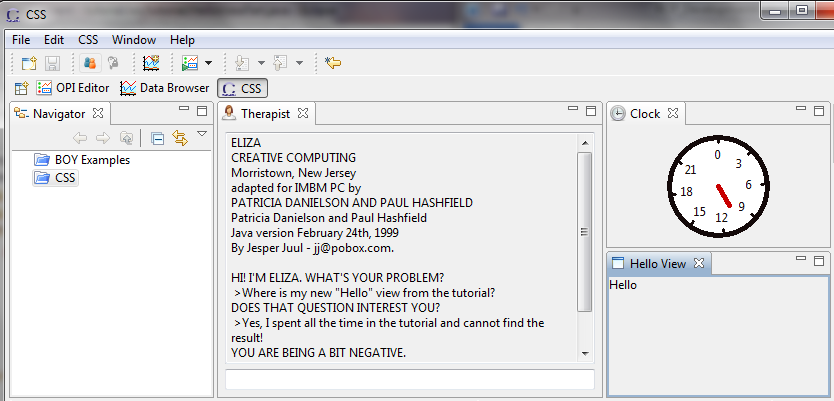 CSS
File Edit CSS Window Help
OPI Editor Data Browser CSS
Navigator
BOY Examples
CSS
Therapist
ELIZA
CREATIVE COMPUTING
Morristown, New Jersey
adapted for IMBM PC by
PATRICIA DANIELSON AND PAUL HASHFIELD
Patricia Danielson and Paul Hashfield
Java version February 24th, 1999
By Jesper Juul - jj@pobox.com.
HI! I'M ELIZA. WHAT'S YOUR PROBLEM?
>Where is my new "Hello" view from the tutorial?
DOES THAT QUESTION INTEREST YOU?
>Yes, I spent all the time in the tutorial and cannot find the
result!
YOU ARE BEING A BIT NEGATIVE.
Clock
0
21 3
18 6
15 9
12
Hello View
Hello